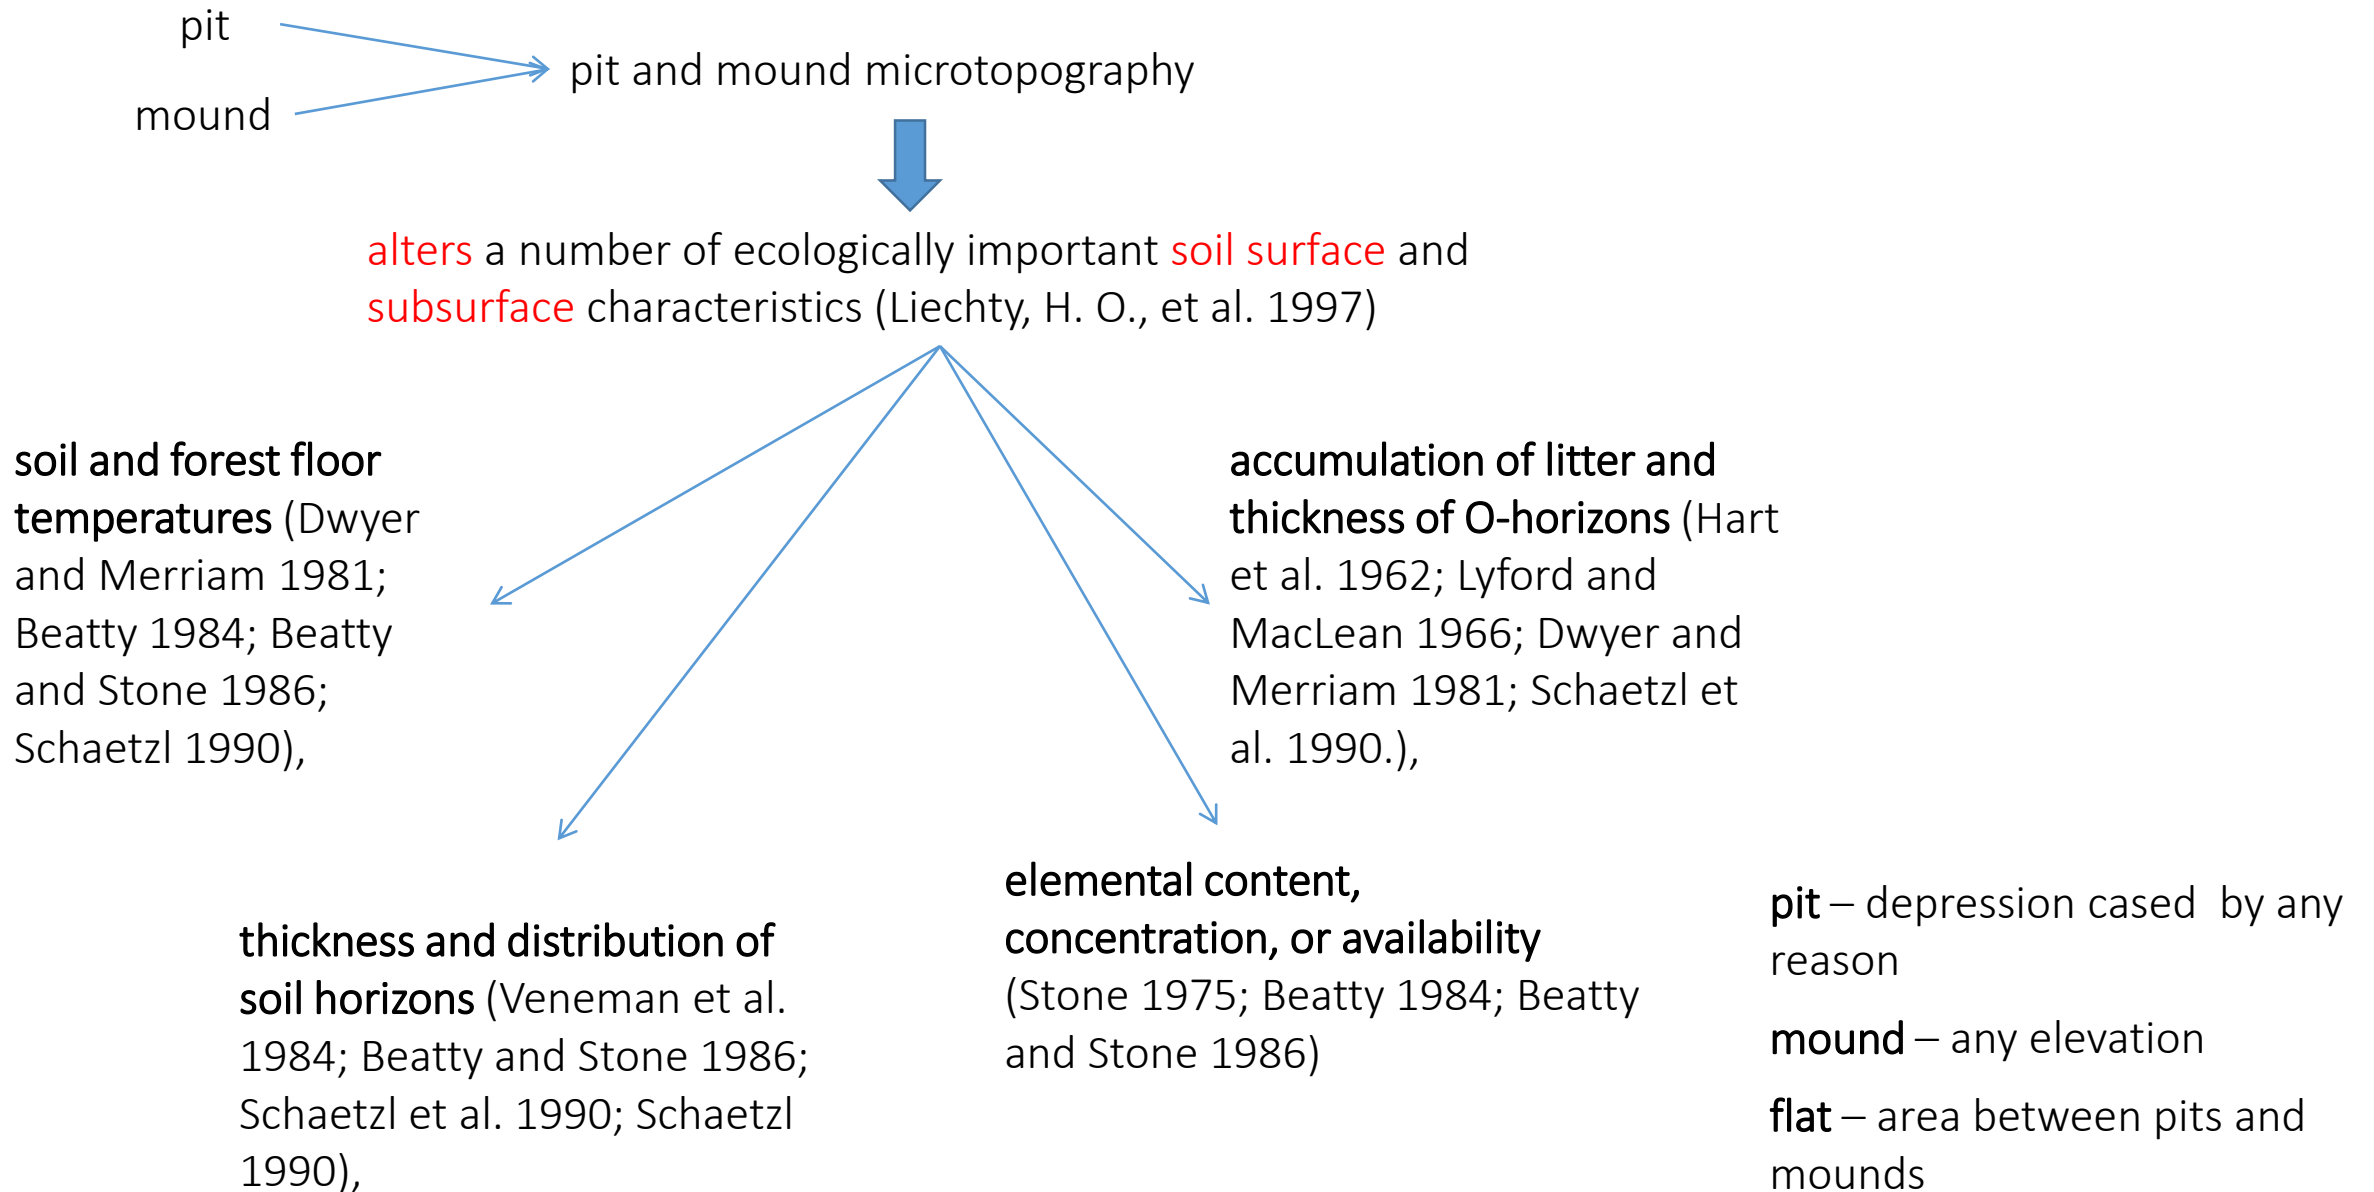 pit
mound
pit and mound microtopography
alters a number of ecologically important soil surface and
subsurface characteristics (Liechty, H. O., et al. 1997)
soil and forest floor
temperatures (Dwyer
and Merriam 1981;
Beatty 1984; Beatty
and Stone 1986;
Schaetzl 1990),
accumulation of litter and
thickness of O-horizons (Hart
et al. 1962; Lyford and
MacLean 1966; Dwyer and
Merriam 1981; Schaetzl et
al. 1990.),
thickness and distribution of
soil horizons (Veneman et al.
1984; Beatty and Stone 1986;
Schaetzl et al. 1990; Schaetzl
1990),
elemental content,
concentration, or availability
(Stone 1975; Beatty 1984; Beatty
and Stone 1986)
pit – depression cased  by any
reason
mound – any elevation
flat – area between pits and
mounds